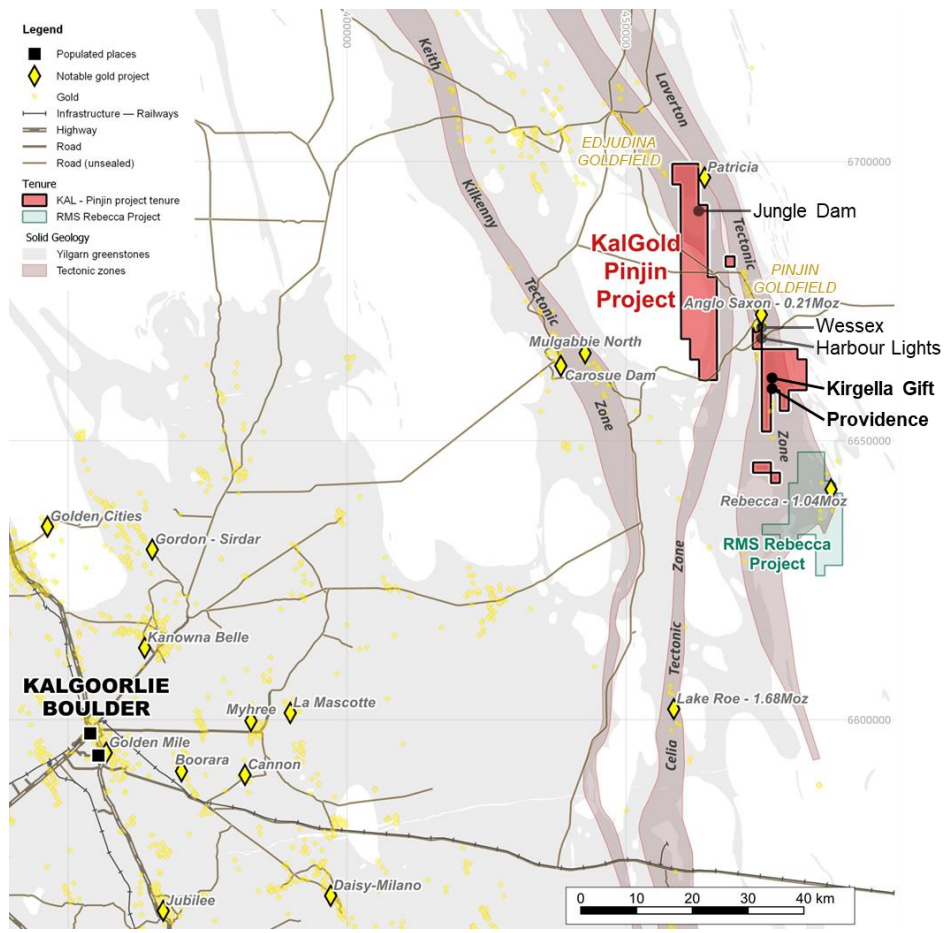 Legend
Populated places
Notable gold project
Gold
Infrastructure — Railways
Highway
Road
Road (unsealed)
Tenure
KAL - Pinjin project tenure
RMS Rebecca Project
Solid Geology
Yilgarn greenstones
Tectonic zones
400000
450000
Keith
Kilkenny
Tectonic
Zone
Laverton
Tectonic
Zone
EDJUDINA
GOLDFIELD
6700000
Patricia
Jungle Dam
KalGold
Pinjin
Project
PINJIN
GOLDFIELD
Anglo Saxon - 0.21Moz
Wessex
Harbour Lights
Mulgabbie North
Carosue Dam
Kirgella Gift
Providence
6650000
Rebecca - 1.04Moz
RMS Rebecca
Project
Golden Cities
Gordon - Sirdar
Kanowna Belle
Celia
Tectonic
Zone
KALGOORLIE
BOULDER
La Mascotte
Myhree
Lake Roe - 1.68Moz
6600000
Golden Mile
Boorara
Cannon
Daisy-Milano
Jubilee
0 10 20 30 40 km